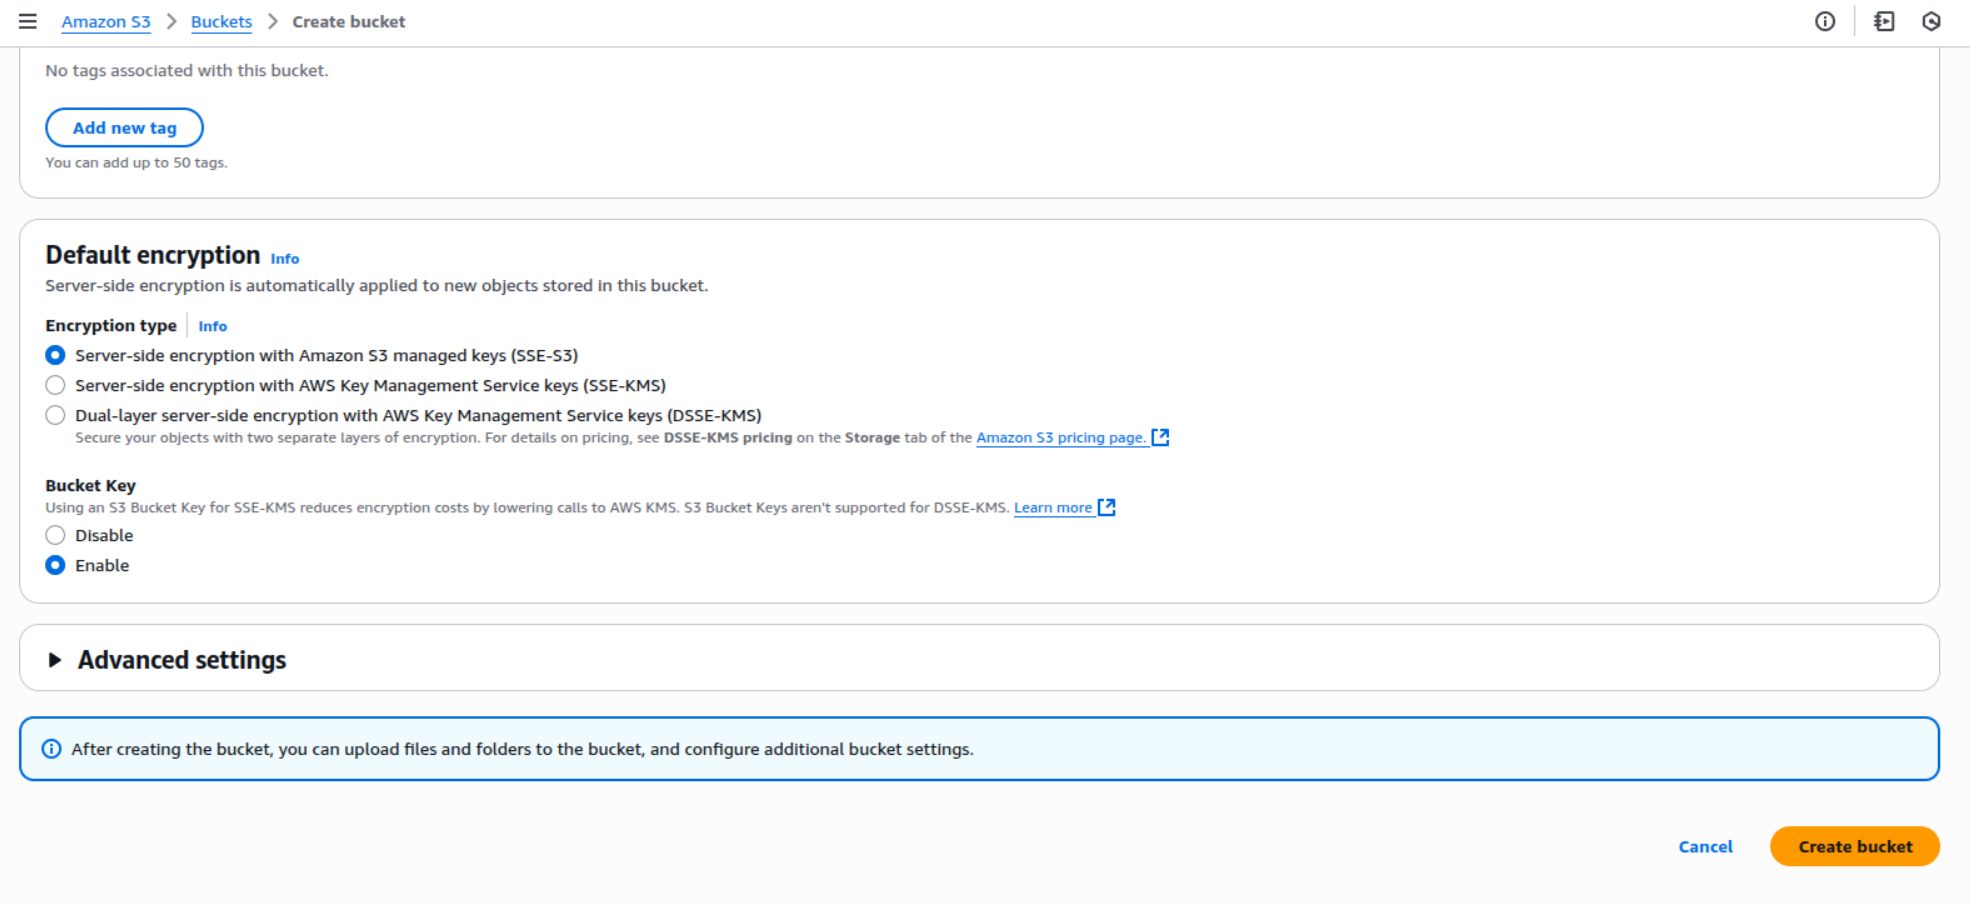 Amazon S3 > Buckets > Create bucket
No tags associated with this bucket.
Add new tag
You can add up to 50 tags.
Default encryption Info
Server-side encryption is automatically applied to new objects stored in this bucket.
Encryption type Info
Server-side encryption with Amazon S3 managed keys (SSE-S3)
Server-side encryption with AWS Key Management Service keys (SSE-KMS)
Dual-layer server-side encryption with AWS Key Management Service keys (DSSE-KMS)
Secure your objects with two separate layers of encryption. For details on pricing, see DSSE-KMS pricing on the Storage tab of the Amazon S3 pricing page.
Bucket Key
Using an S3 Bucket Key for SSE-KMS reduces encryption costs by lowering calls to AWS KMS. S3 Bucket Keys aren't supported for DSSE-KMS. Learn more
Disable
Enable
Advanced settings
After creating the bucket, you can upload files and folders to the bucket, and configure additional bucket settings.
Cancel Create bucket